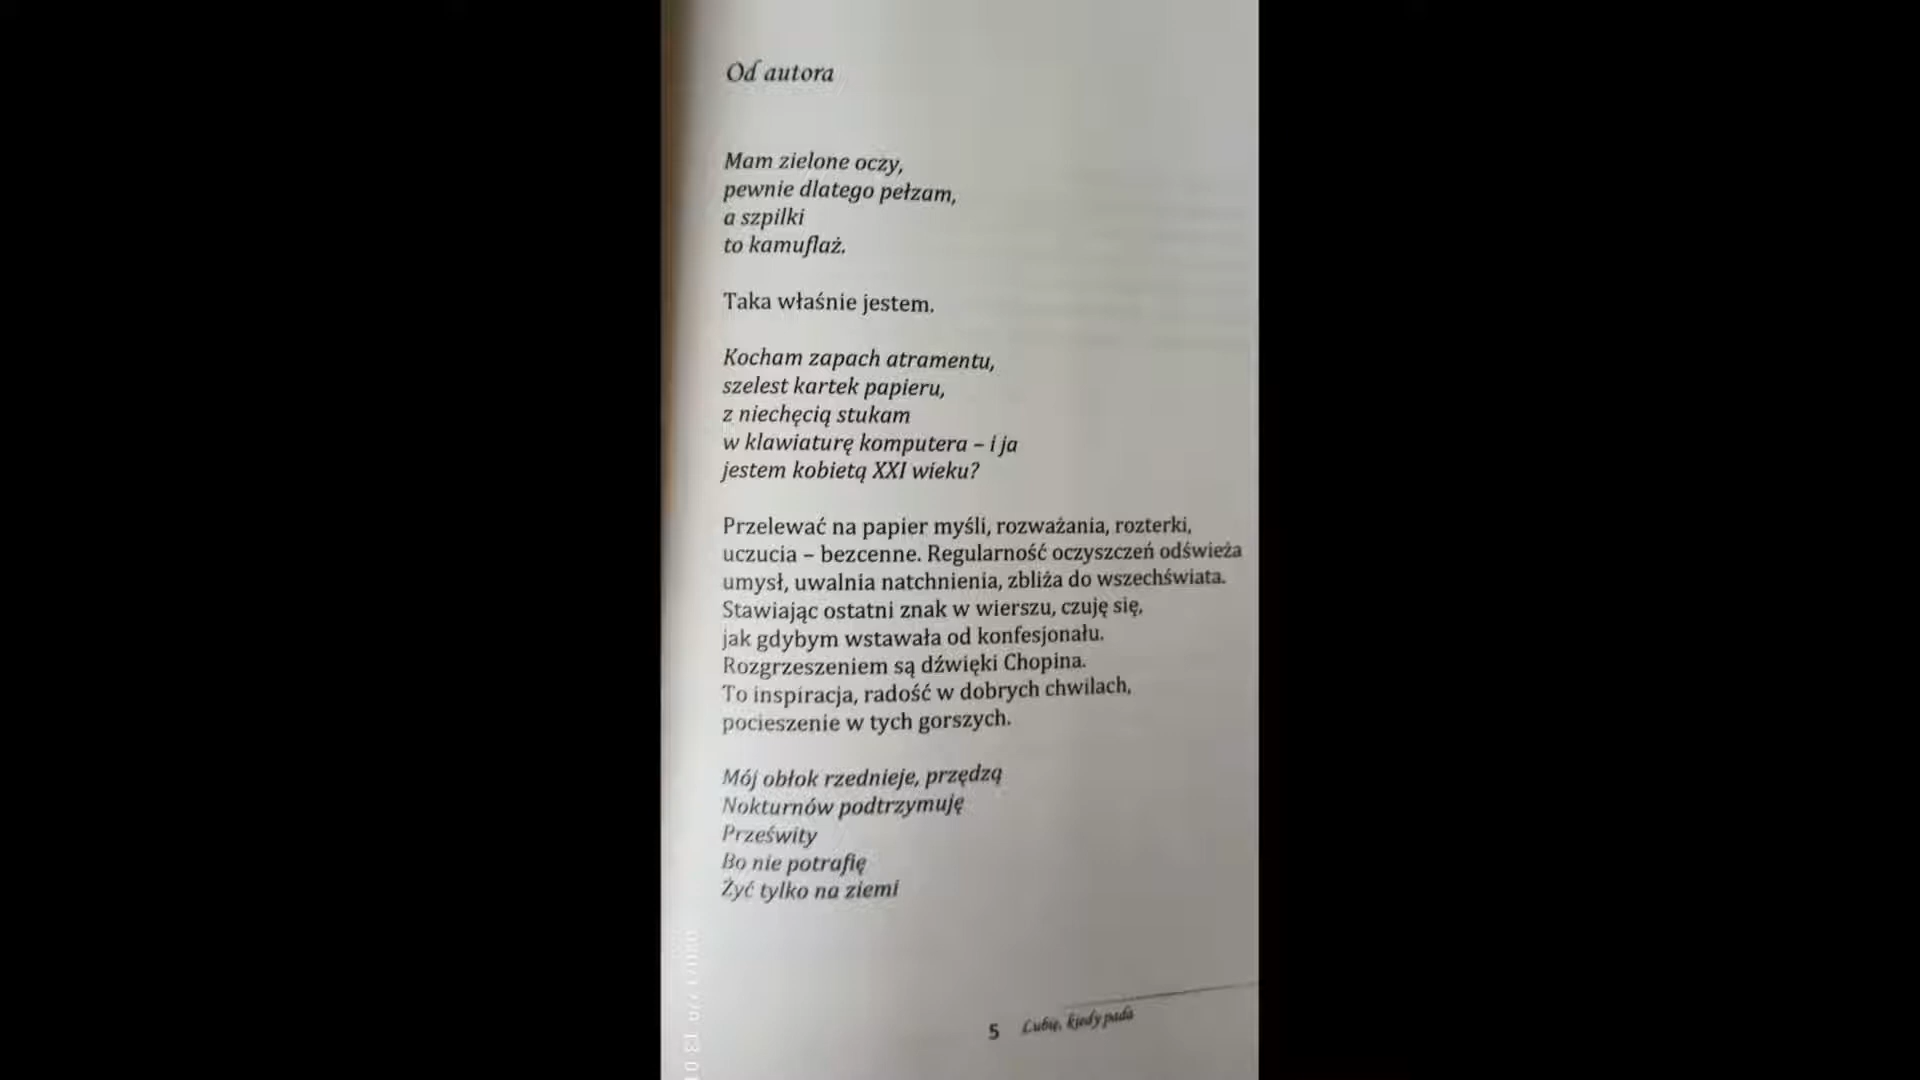 Od autora
Mam zielone oczy,
pewnie dlatego pełzam,
a szpilki
to kamuflaż.
Taka właśnie jestem.
Kocham zapach atramentu,
szelest kartek papieru,
z niechęcią stukam
w klawiaturę komputera – i ja
jestem kobietą XXI wieku?
Przelewać na papier myśli, rozważania, rozterki,
uczucia – bezcenne. Regularność oczyszczeń odświeża
umysł, uwalnia natchnienia, zbliża do wszechświata.
Stawiając ostatni znak w wierszu, czuję się,
jak gdybym wstawała od konfesjonału.
Rozgrzeszeniem są dźwięki Chopina.
To inspiracja, radość w dobrych chwilach,
pocieszenie w tych gorszych.
Mój obłok rzednieje, przędzą
Nokturnów podtrzymuję
Prześwity
Bo nie potrafię
Żyć tylko na ziemi
5 Lubię, kiedy pada